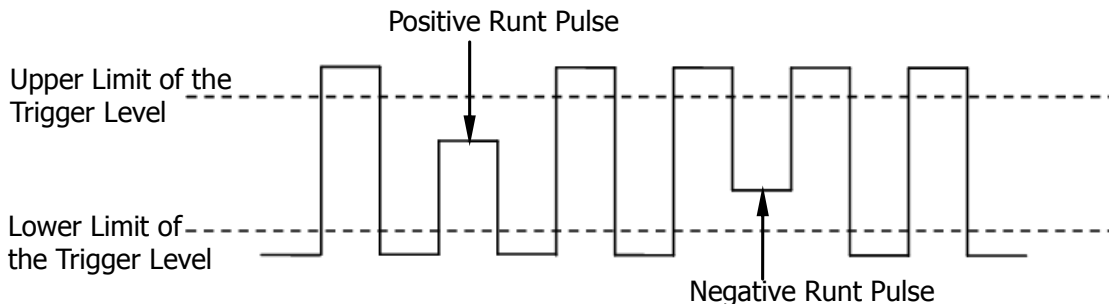 Positive Runt Pulse
Upper Limit of the
Trigger Level
Lower Limit of
the Trigger Level
Negative Runt Pulse